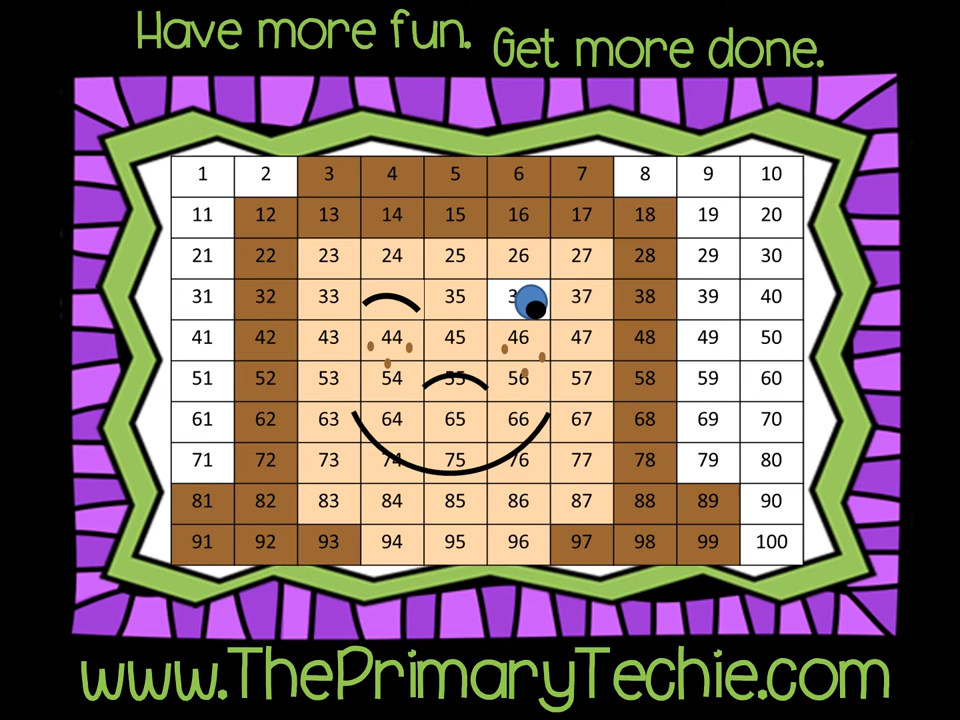 Have more fun. Get more done.
1 2 3 4 5 6 7 8 9 10
11 12 13 14 15 16 17 18 19 20
21 22 23 24 25 26 27 28 29 30
31 32 33 35 37 38 39 40
41 42 43 44 45 46 47 48 49 50
51 52 53 54 55 56 57 58 59 60
61 62 63 64 65 66 67 68 69 70
71 72 73 74 75 76 77 78 79 80
81 82 83 84 85 86 87 88 89 90
91 92 93 94 95 96 97 98 99 100
www.ThePrimaryTechie.com